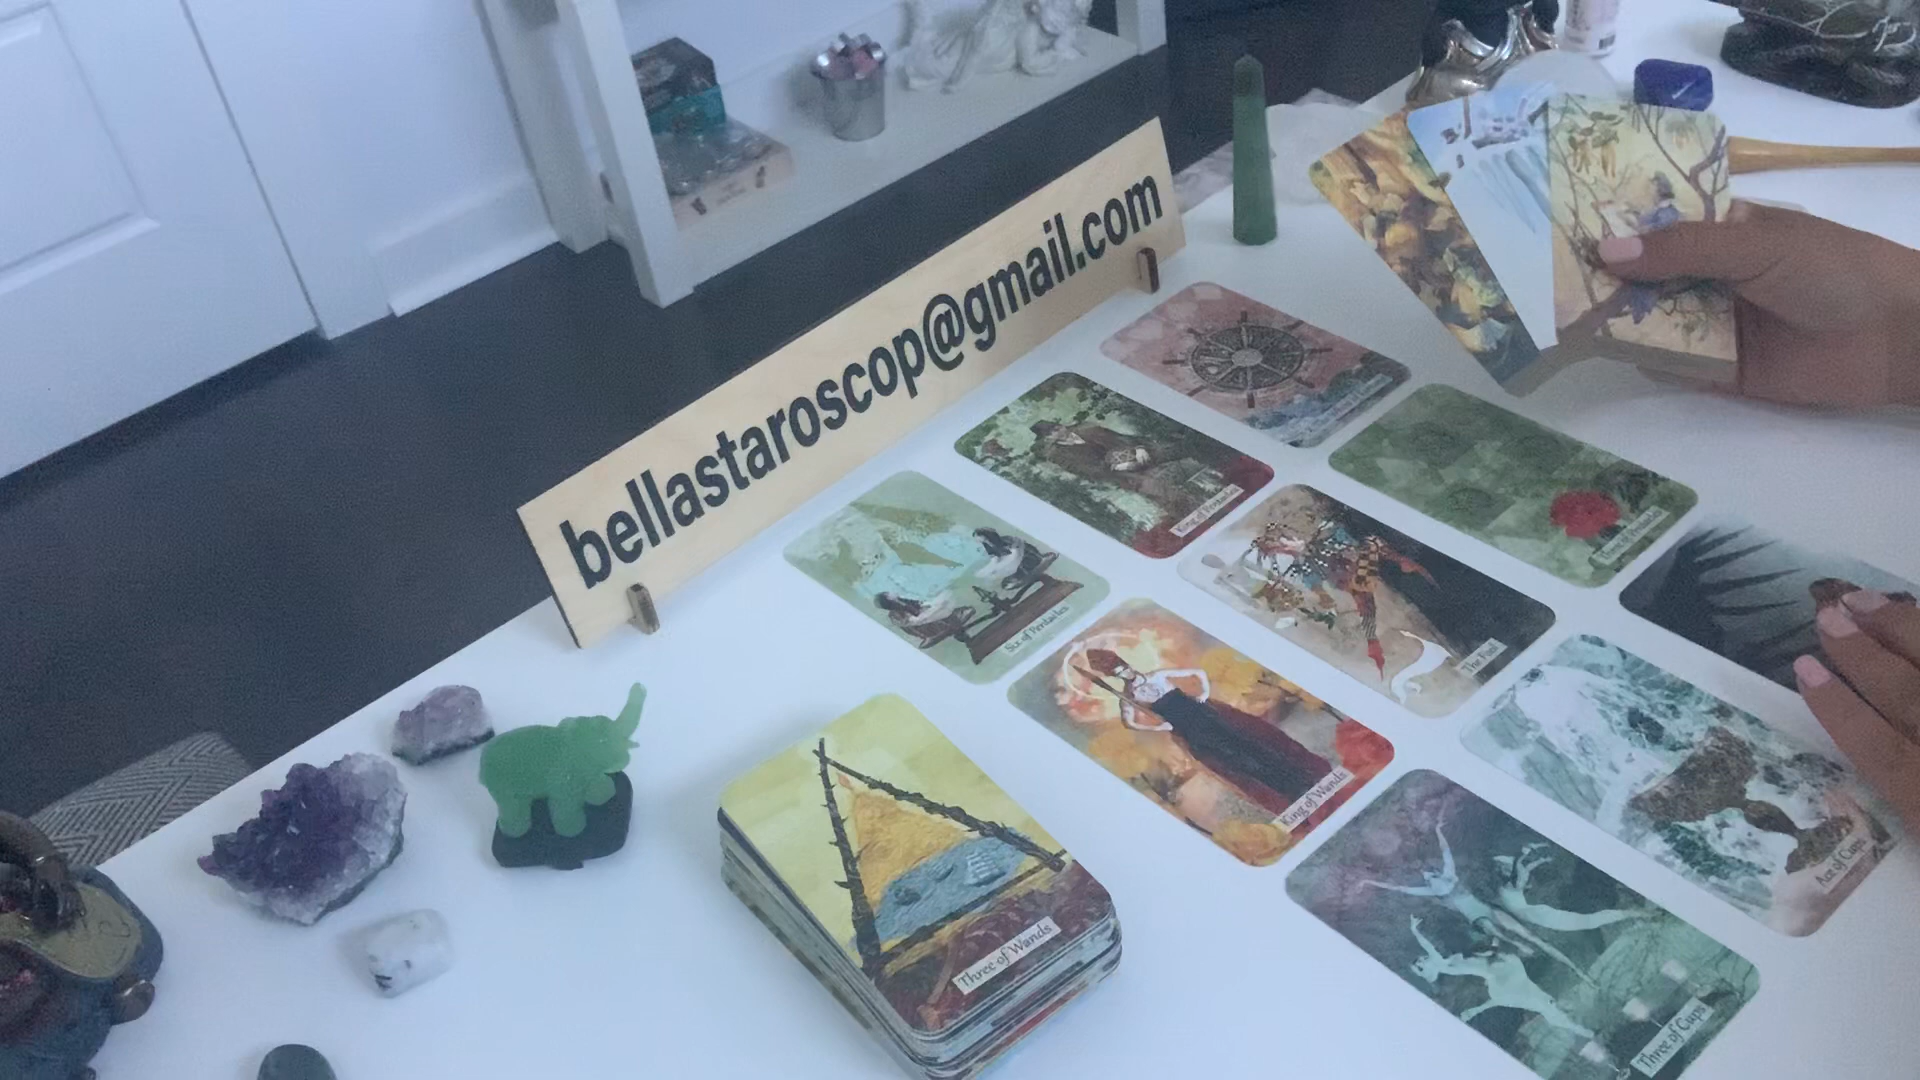 bellastaroscop@gmail.com
King of Pentacles
Six of Pentacles
The Fool
King of Wands
Ace of Cups
Three of Wands
Three of Cups